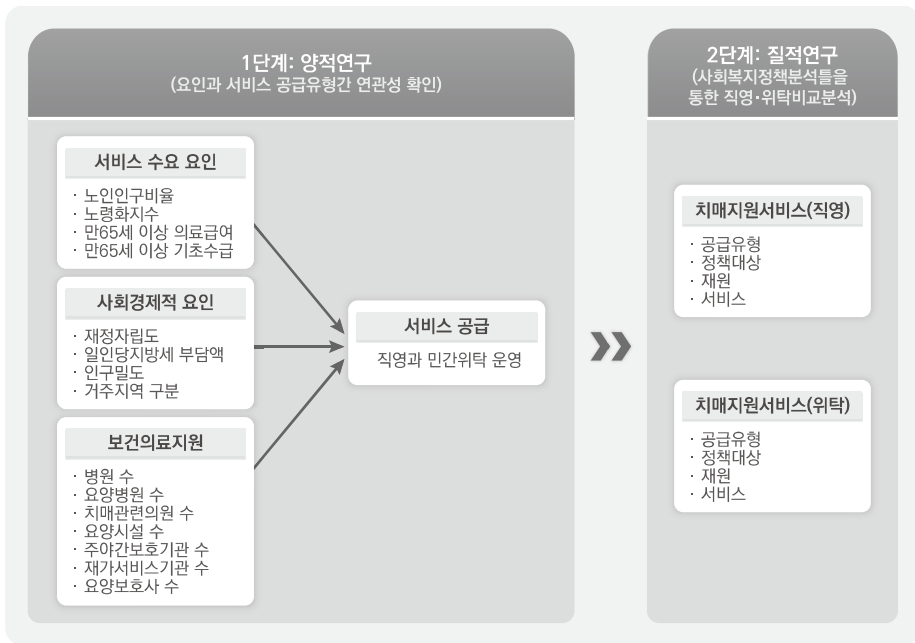 1단계: 양적연구
(요인과 서비스 공급유형간 연관성 확인)
서비스 수요 요인
· 노인인구비율
· 노령화지수
· 만65세 이상 의료급여
· 만65세 이상 기초수급
사회경제적 요인
· 재정자립도
· 일인당지방세 부담액
· 인구밀도
· 거주지역 구분
보건의료지원
· 병원 수
· 요양병원 수
· 치매관련의원 수
· 요양시설 수
· 주야간보호기관 수
· 재가서비스기관 수
· 요양보호사 수
서비스 공급
직영과 민간위탁 운영
2단계: 질적연구
(사회복지정책분석틀을
통한 직영·위탁비교분석)
치매지원서비스(직영)
· 공급유형
· 정책대상
· 재원
· 서비스
치매지원서비스(위탁)
· 공급유형
· 정책대상
· 재원
· 서비스